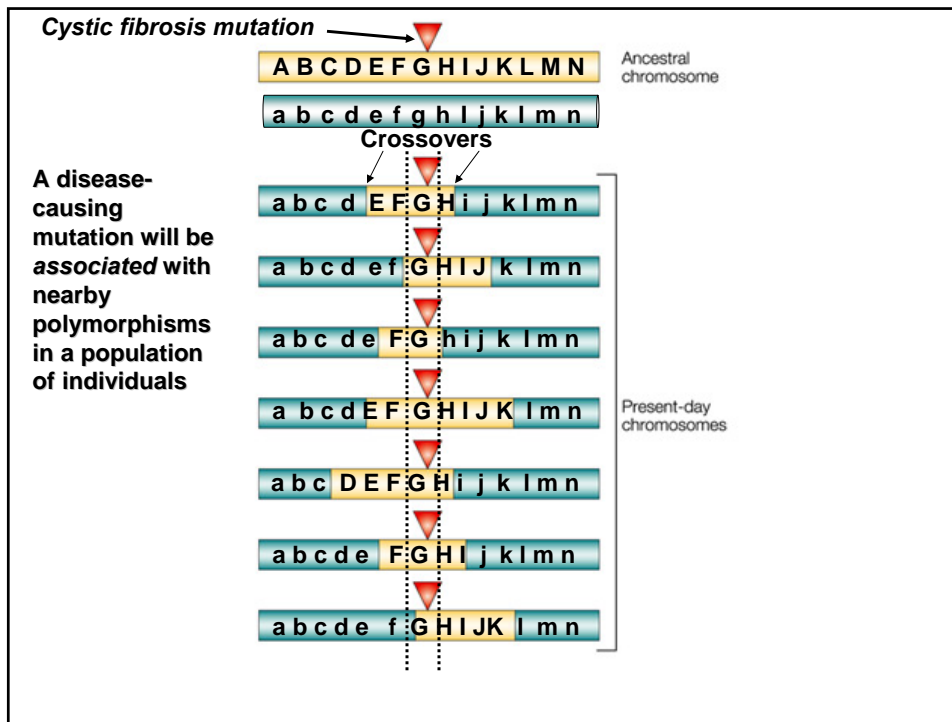 Cystic fibrosis mutation
A B C D E F G H I J K L M N
Ancestral
chromosome
a b c d e f g h I j k l m n
Crossovers
A disease-
causing
mutation will be
associated with
nearby
polymorphisms
in a population
of individuals
a b c d E F G H i j k l m n
a b c d e f G H I J k l m n
a b c d e F G h i j k l m n
a b c d E F G H I J K l m n
a b c D E F G H i j k l m n
a b c d e F G H I j k l m n
a b c d e f G H I J K l m n
Present-day
chromosomes